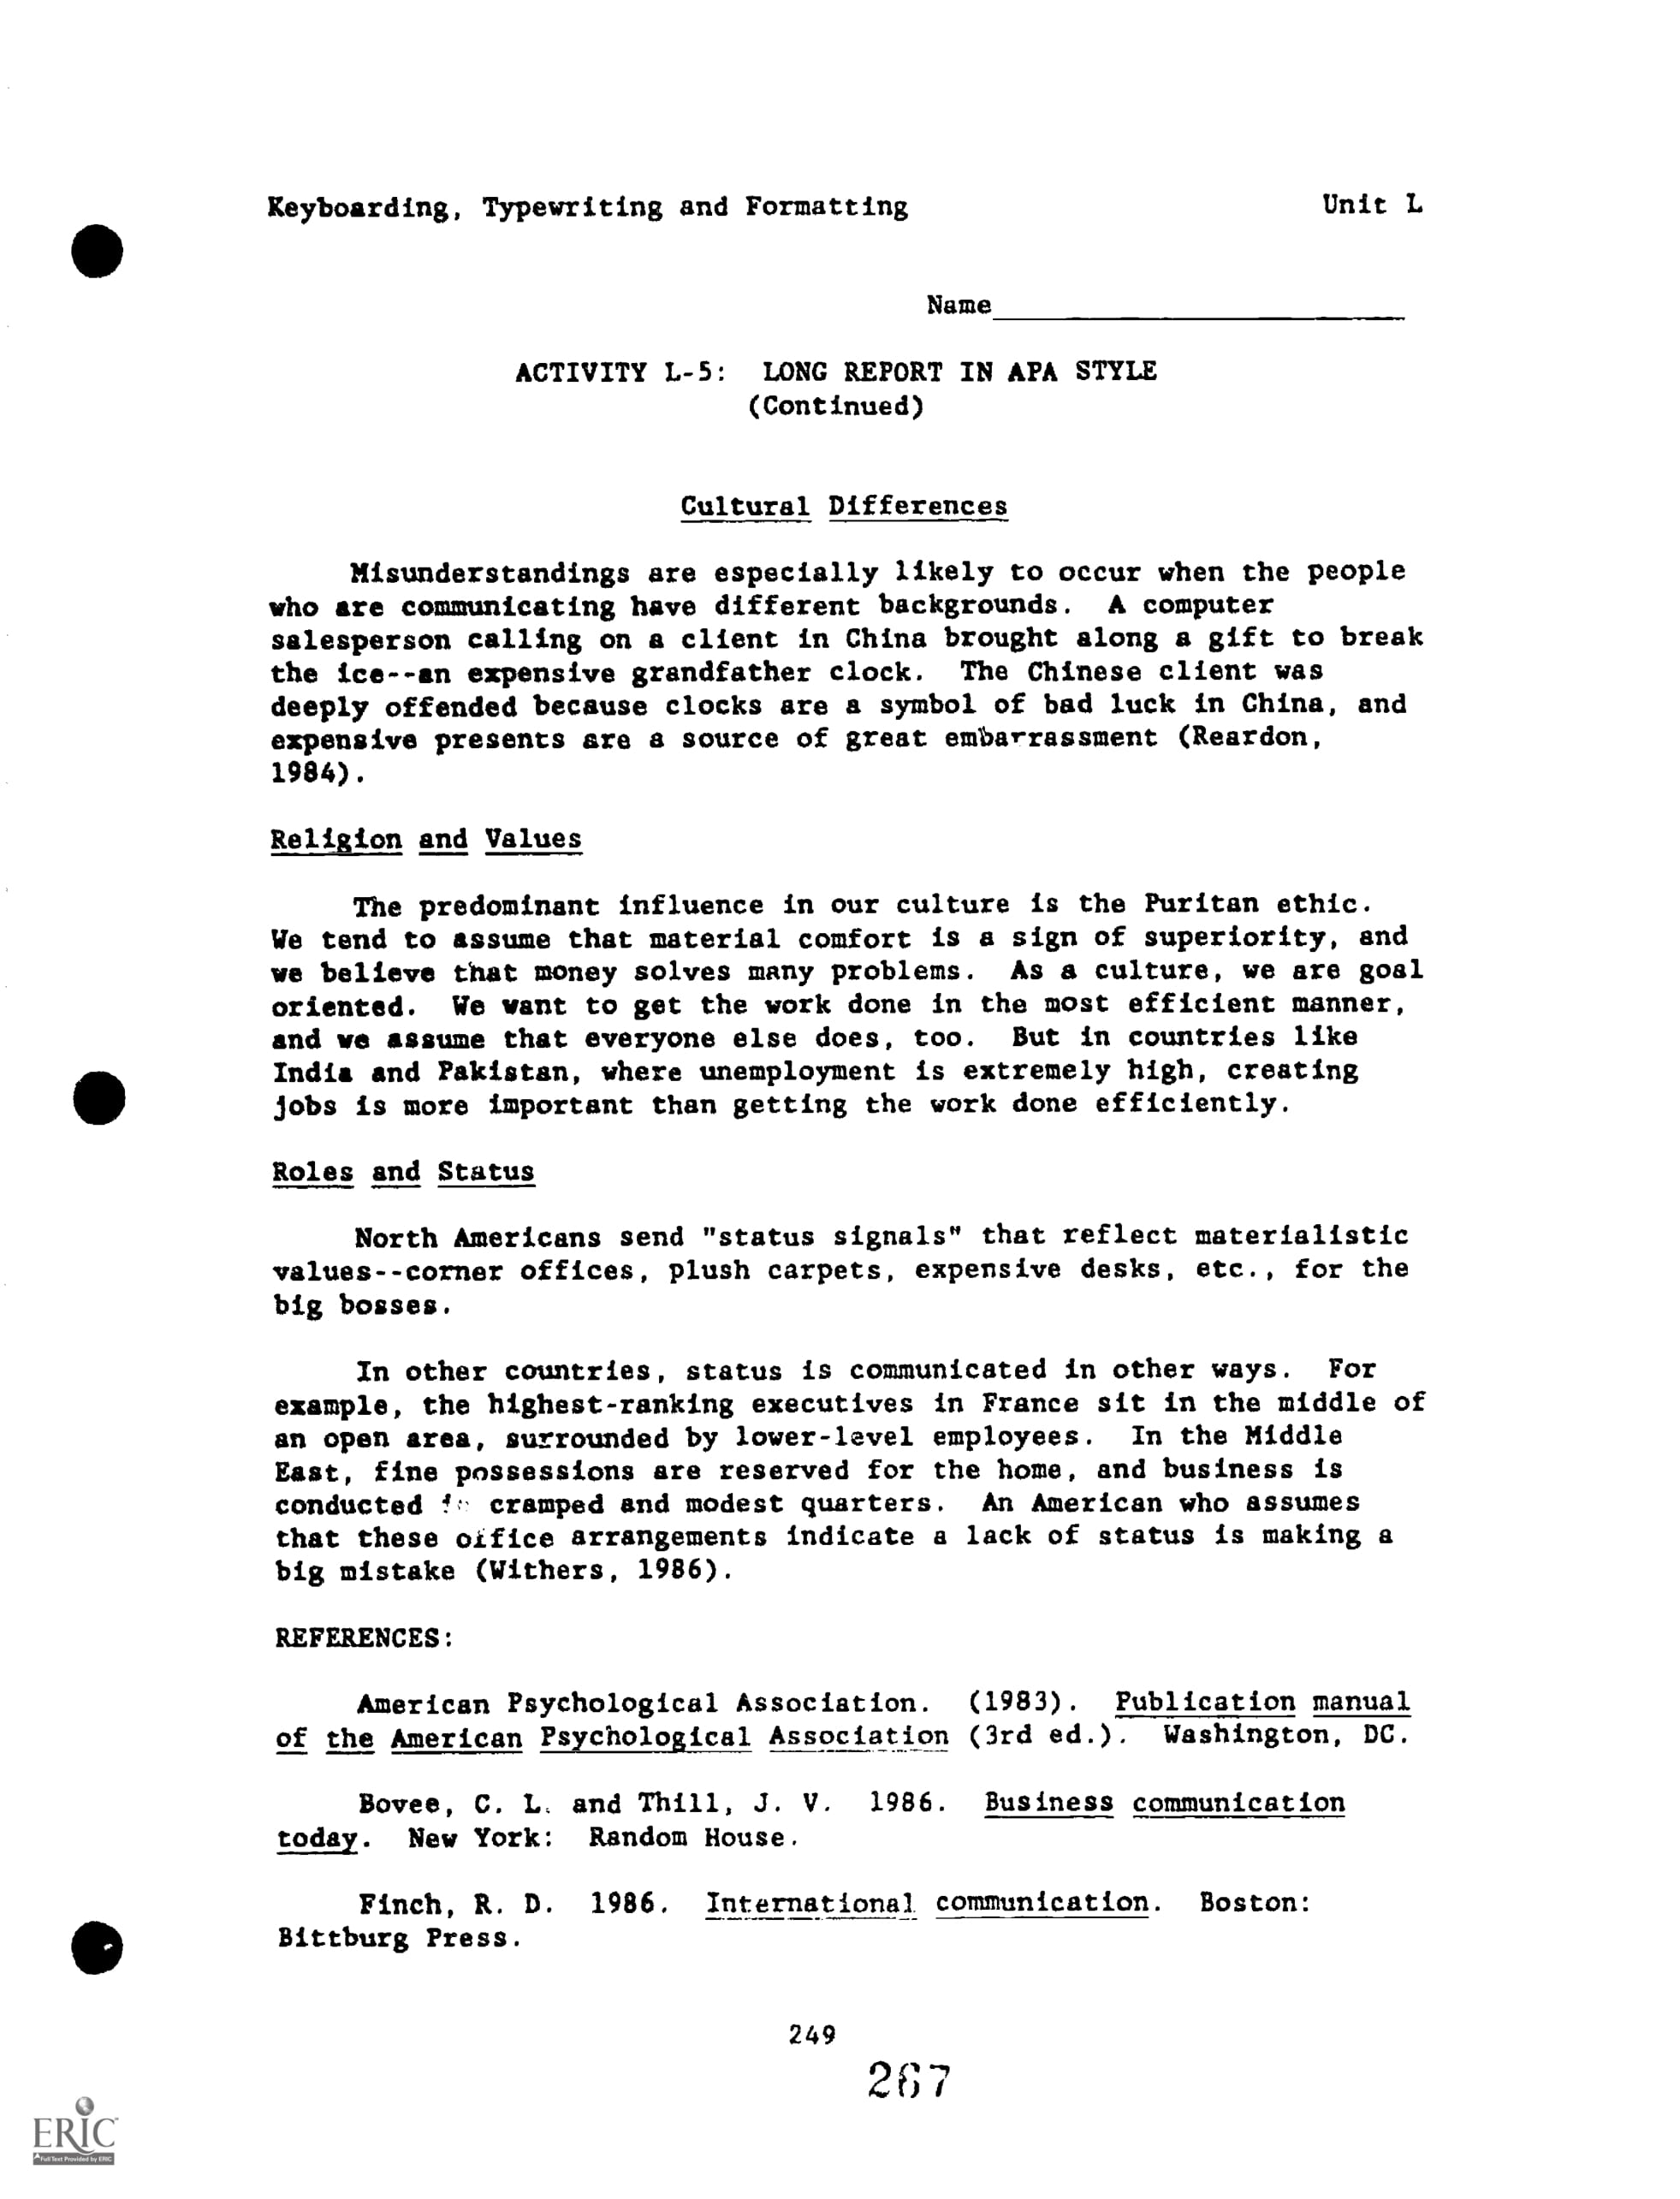 Keyboarding, Typewriting and Formatting Unit L
Name
ACTIVITY L-5: LONG REPORT IN APA STYLE
(Continued)
Cultural Differences
Misunderstandings are especially likely to occur when the people
who are communicating have different backgrounds. A computer
salesperson calling on a client in China brought along a gift to break
the ice--an expensive grandfather clock. The Chinese client was
deeply offended because clocks are a symbol of bad luck in China, and
expensive presents are a source of great embarrassment (Reardon,
1984).
Religion and Values
The predominant influence in our culture is the Puritan ethic.
We tend to assume that material comfort is a sign of superiority, and
we believe that money solves many problems. As a culture, we are goal
oriented. We want to get the work done in the most efficient manner,
and we assume that everyone else does, too. But in countries like
India and Pakistan, where unemployment is extremely high, creating
jobs is more important than getting the work done efficiently.
Roles and Status
North Americans send "status signals" that reflect materialistic
values--corner offices, plush carpets, expensive desks, etc., for the
big bosses.
In other countries, status is communicated in other ways. For
example, the highest-ranking executives in France sit in the middle of
an open area, surrounded by lower-level employees. In the Middle
East, fine possessions are reserved for the home, and business is
conducted cramped and modest quarters. An American who assumes
that these office arrangements indicate a lack of status is making a
big mistake (Withers, 1986).
REFERENCES:
American Psychological Association. (1983). Publication manual
of the American Psychological Association (3rd ed.). Washington, DC.
Bovee, C. L. and Thill, J. V. 1986. Business communication
today. New York: Random House.
Finch, R. D. 1986. International communication. Boston:
Bittburg Press.
249
267
ERIC
Full Text Provided by ERIC